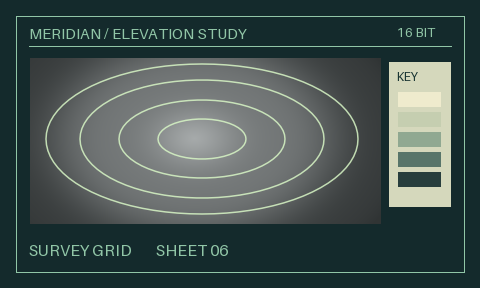 MERIDIAN / ELEVATION STUDY
16 BIT
KEY
SURVEY GRID SHEET 06